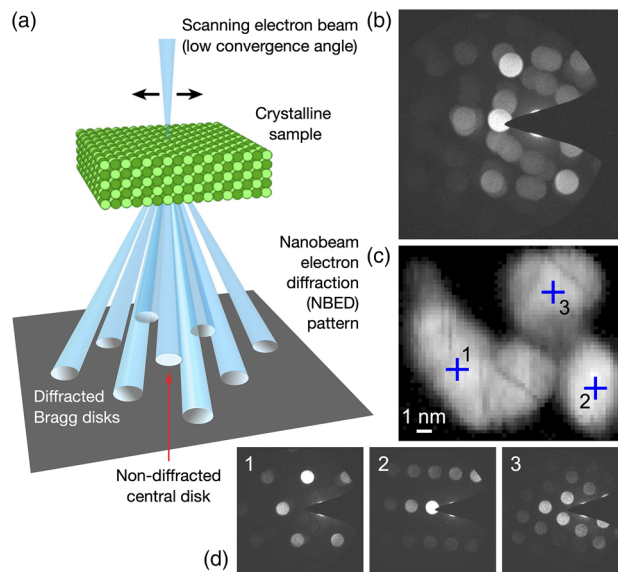 (a)
Scanning electron beam
(low convergence angle)
Crystalline
sample
Nanobeam
electron
diffraction
(NBED)
pattern
Diffracted
Bragg disks
Non-diffracted
central disk
(b)
(c)
1
2
3
1 nm
(d)
1
2
3